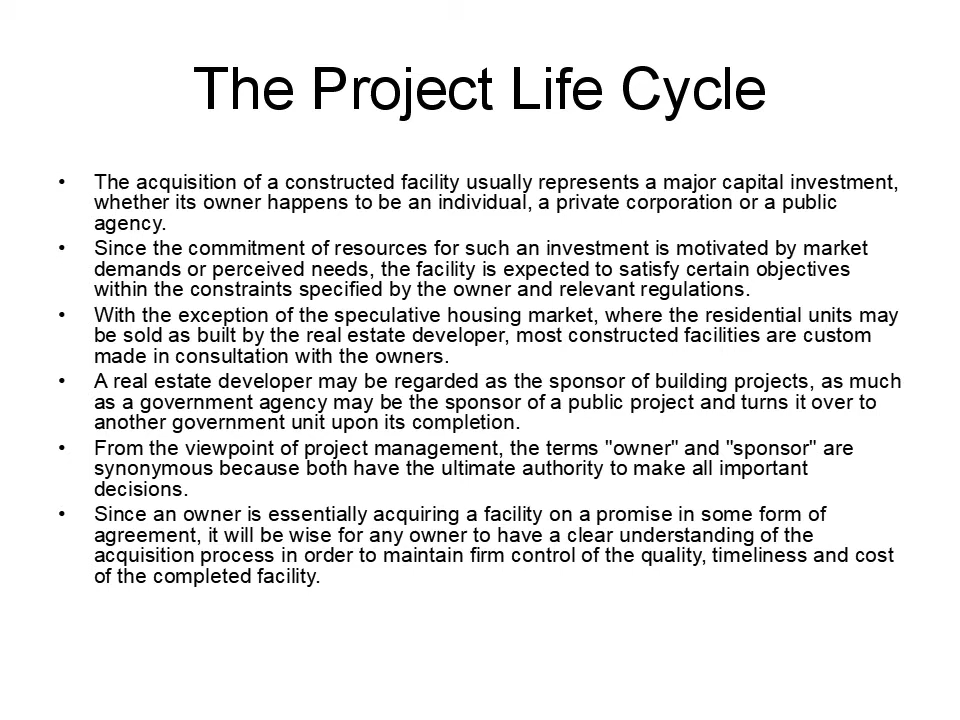 The Project Life Cycle
• The acquisition of a constructed facility usually represents a major capital investment,
whether its owner happens to be an individual, a private corporation or a public
agency.
• Since the commitment of resources for such an investment is motivated by market
demands or perceived needs, the facility is expected to satisfy certain objectives
within the constraints specified by the owner and relevant regulations.
• With the exception of the speculative housing market, where the residential units may
be sold as built by the real estate developer, most constructed facilities are custom
made in consultation with the owners.
• A real estate developer may be regarded as the sponsor of building projects, as much
as a government agency may be the sponsor of a public project and turns it over to
another government unit upon its completion.
• From the viewpoint of project management, the terms "owner" and "sponsor" are
synonymous because both have the ultimate authority to make all important
decisions.
• Since an owner is essentially acquiring a facility on a promise in some form of
agreement, it will be wise for any owner to have a clear understanding of the
acquisition process in order to maintain firm control of the quality, timeliness and cost
of the completed facility.